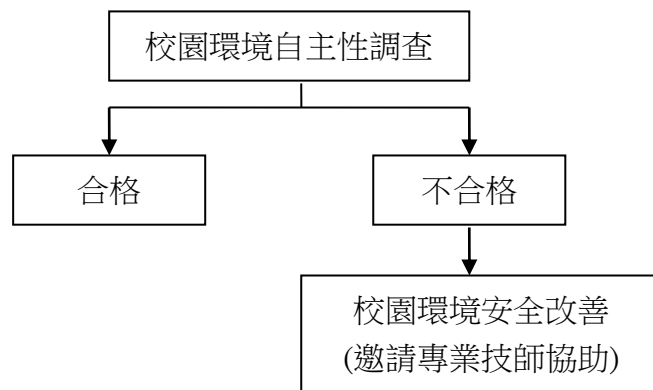 校園環境自主性調查
合格
不合格
校園環境安全改善
(邀請專業技師協助)